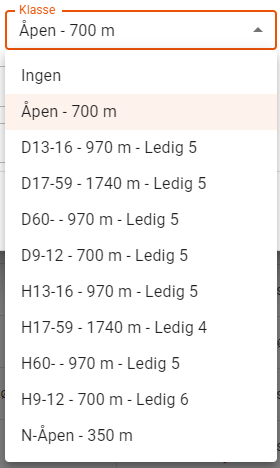 Klasse
Åpen - 700 m
Ingen
Åpen - 700 m
D13-16 - 970 m - Ledig 5
D17-59 - 1740 m - Ledig 5
D60- - 970 m - Ledig 5
D9-12 - 700 m - Ledig 5
H13-16 - 970 m - Ledig 5
H17-59 - 1740 m - Ledig 4
H60- - 970 m - Ledig 5
H9-12 - 700 m - Ledig 6
N-Åpen - 350 m